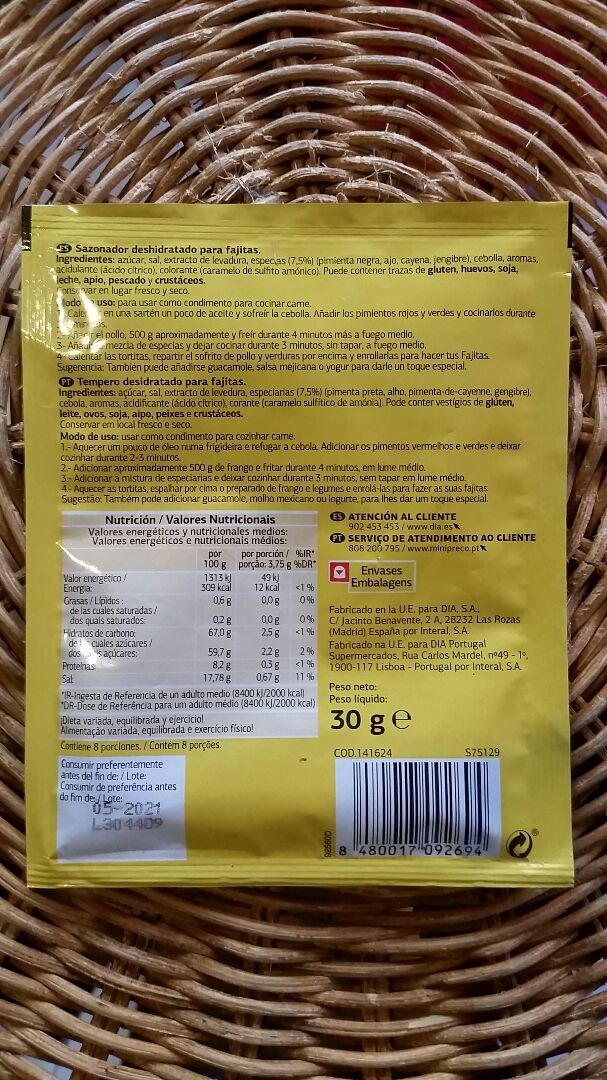 ES Sazonador deshidratado para fajitas.
Ingredientes: azúcar, sal, extracto de levadura, especias (7,5%) (pimienta negra, ajo, cayena, jengibre), cebolla, aromas,
acidulante (ácido cítrico), colorante (caramelo de sulfito amónico). Puede contener trazas de gluten, huevos, soja,
leche, apio, pescado y crustáceos.
Conservar en lugar fresco y seco.
Modo de uso: para usar como condimento para cocinar carne.
en una sartén un poco de aceite y sofreír la cebolla. Añadir los pimientos rojos y verdes y cocinarlos durante
2- Añadir el pollo, 500 g aproximadamente y freír durante 4 minutos más a fuego medio.
3- Añadir mezcla de especias y dejar cocinar durante 3 minutos, sin tapar, a fuego medio.
4- Calentar las tortitas, repartir el sofrito de pollo y verduras por encima y enrollarlas para hacer tus Fajitas.
Sugerencia: También puede añadirse guacamole, salsa mejicana o yogur para darle un toque especial.
PT Tempero desidratado para fajitas.
Ingredientes: açúcar, sal, extrato de levedura, especiarias (7,5%) (pimenta preta, alho, pimenta-de-cayenne, gengibre),
cebola, aromas, acidificante (ácido cítrico), corante (caramelo sulfítico de amónia). Pode conter vestígios de glúten,
leite, ovos, soja, aipo, peixes e crustáceos.
Conservar em local fresco e seco.
Modo de uso: usar como condimento para cozinhar carne.
1.- Aquecer um pouco de óleo numa frigideira e refugar a cebola. Adicionar os pimentos vermelhos e verdes e deixar
cozinhar durante 2-3 minutos.
2.- Adicionar aproximadamente 500 g de frango e fritar durante 4 minutos, em lume médio.
3.- Adicionar a mistura de especiarias e deixar cozinhar durante 3 minutos, sem tapar em lume médio.
4.- Aquecer as tortitas, espalhar por cima o preparado de frango e legumes e enrolá-las para fazer as suas fajitas.
Sugestão: Também pode adicionar guacamole, molho mexicano ou iogurte, para lhes dar um toque especial.
Nutrición / Valores Nutricionais
Valores energéticos y nutricionales medios:
Valores energéticos e nutricionais médios:
por 100 g por porción / porção: 3,75 g %IR* %DR*
Valor energético / Energia: 1313 kJ 49 kJ
309 kcal 12 kcal <1 %
Grasas / Lípidos : 0,6 g 0,0 g 0 %
de las cuales saturadas /
dos quais saturados: 0,2 g 0,0 g 0 %
Hidratos de carbono: 67,0 g 2,5 g <1 %
de los cuales azúcares /
dos quais açúcares: 59,7 g 2,2 g 2 %
Proteínas: 8,2 g 0,3 g <1 %
Sal: 17,78 g 0,67 g 11 %
*IR-Ingesta de Referencia de un adulto medio (8400 kJ/2000 kcal)
*DR-Dose de Referência para um adulto médio (8400 kJ/2000 kcal)
¡Dieta variada, equilibrada y ejercicio!
Alimentação variada, equilibrada e exercício físico!
Contiene 8 porciones. / Contém 8 porções.
Consumir preferentemente
antes del fin de: / Lote:
Consumir de preferência antes
do fim de: / Lote:
05-2021
L304409
ES ATENCIÓN AL CLIENTE
902 453 453 / www.dia.es
PT SERVIÇO DE ATENDIMENTO AO CLIENTE
808 200 795 / www.minipreco.pt
Envases
Embalagens
Fabricado en la U.E. para DIA, S.A.,
C/ Jacinto Benavente, 2 A, 28232 Las Rozas
(Madrid) España por Interal, S.A.
Fabricado na U.E. para DIA Portugal
Supermercados, Rua Carlos Mardel, nº49 - 1º,
1900-117 Lisboa - Portugal por Interal, S.A.
Peso neto:
Peso líquido:
30 g e
COD.141624 S75129
8 480017 092694